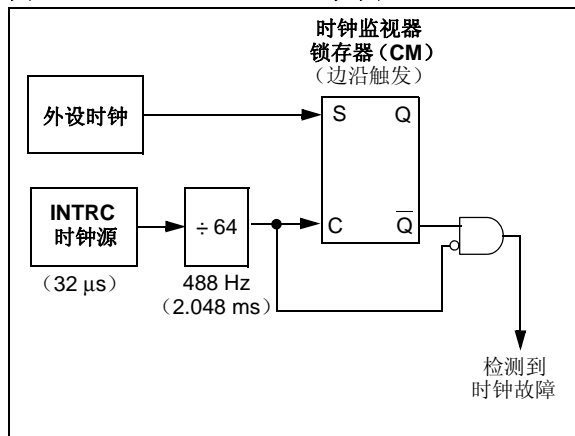 时钟监视器
锁存器（CM）
（边沿触发）
外设时钟
S Q
INTRC
时钟源
÷ 64
C Q
（32 μs）
488 Hz
(2.048 ms)
检测到
时钟故障